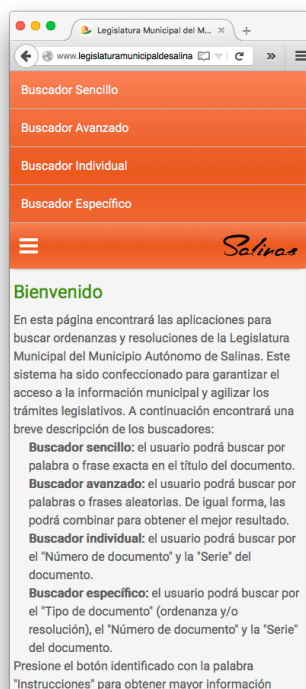 Legislatura Municipal del M...
www.legislaturamunicipaldesalina
Buscador Sencillo
Buscador Avanzado
Buscador Individual
Buscador Específico
Salinas
Bienvenido
En esta página encontrará las aplicaciones para
buscar ordenanzas y resoluciones de la Legislatura
Municipal del Municipio Autónomo de Salinas. Este
sistema ha sido confeccionado para garantizar el
acceso a la información municipal y agilizar los
trámites legislativos. A continuación encontrará una
breve descripción de los buscadores:
Buscador sencillo: el usuario podrá buscar por
palabra o frase exacta en el título del documento.
Buscador avanzado: el usuario podrá buscar por
palabras o frases aleatorias. De igual forma, las
podrá combinar para obtener el mejor resultado.
Buscador individual: el usuario podrá buscar por
el "Número de documento" y la "Serie" del
documento.
Buscador específico: el usuario podrá buscar por
el "Tipo de documento" (ordenanza y/o
resolución), el "Número de documento" y la "Serie"
del documento.
Presione el botón identificado con la palabra
"Instrucciones" para obtener mayor información